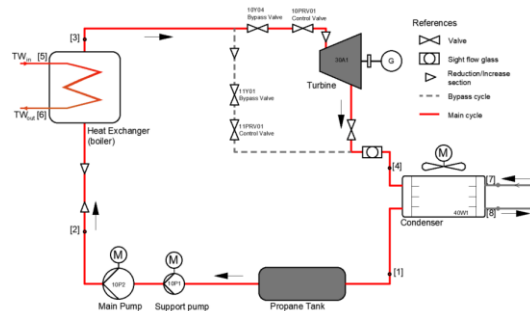 10Y04
Bypass Valve
10PRV01
Control Valve
References
Valve
Sight flow glass
Reduction/Increase
section
Bypass cycle
Main cycle
[3]
TWin [5]
TWout [6]
Heat Exchanger
(boiler)
11Y01
Bypass Valve
11PRV01
Control Valve
30A1
Turbine
G
[4]
M
[7]
[8]
40W1
Condenser
[2]
[1]
M
10P2
Main Pump
M
10P1
Support pump
Propane Tank